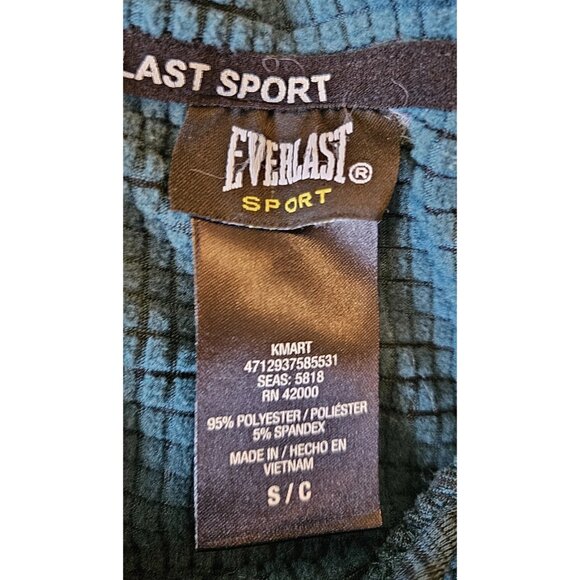 LAST SPORT
EVERLAST®
SPORT
KMART
4712937585531
SEAS: 5818
RN 42000
95% POLYESTER / POLIÉSTER
5% SPANDEX
MADE IN / HECHO EN
VIETNAM
S / C